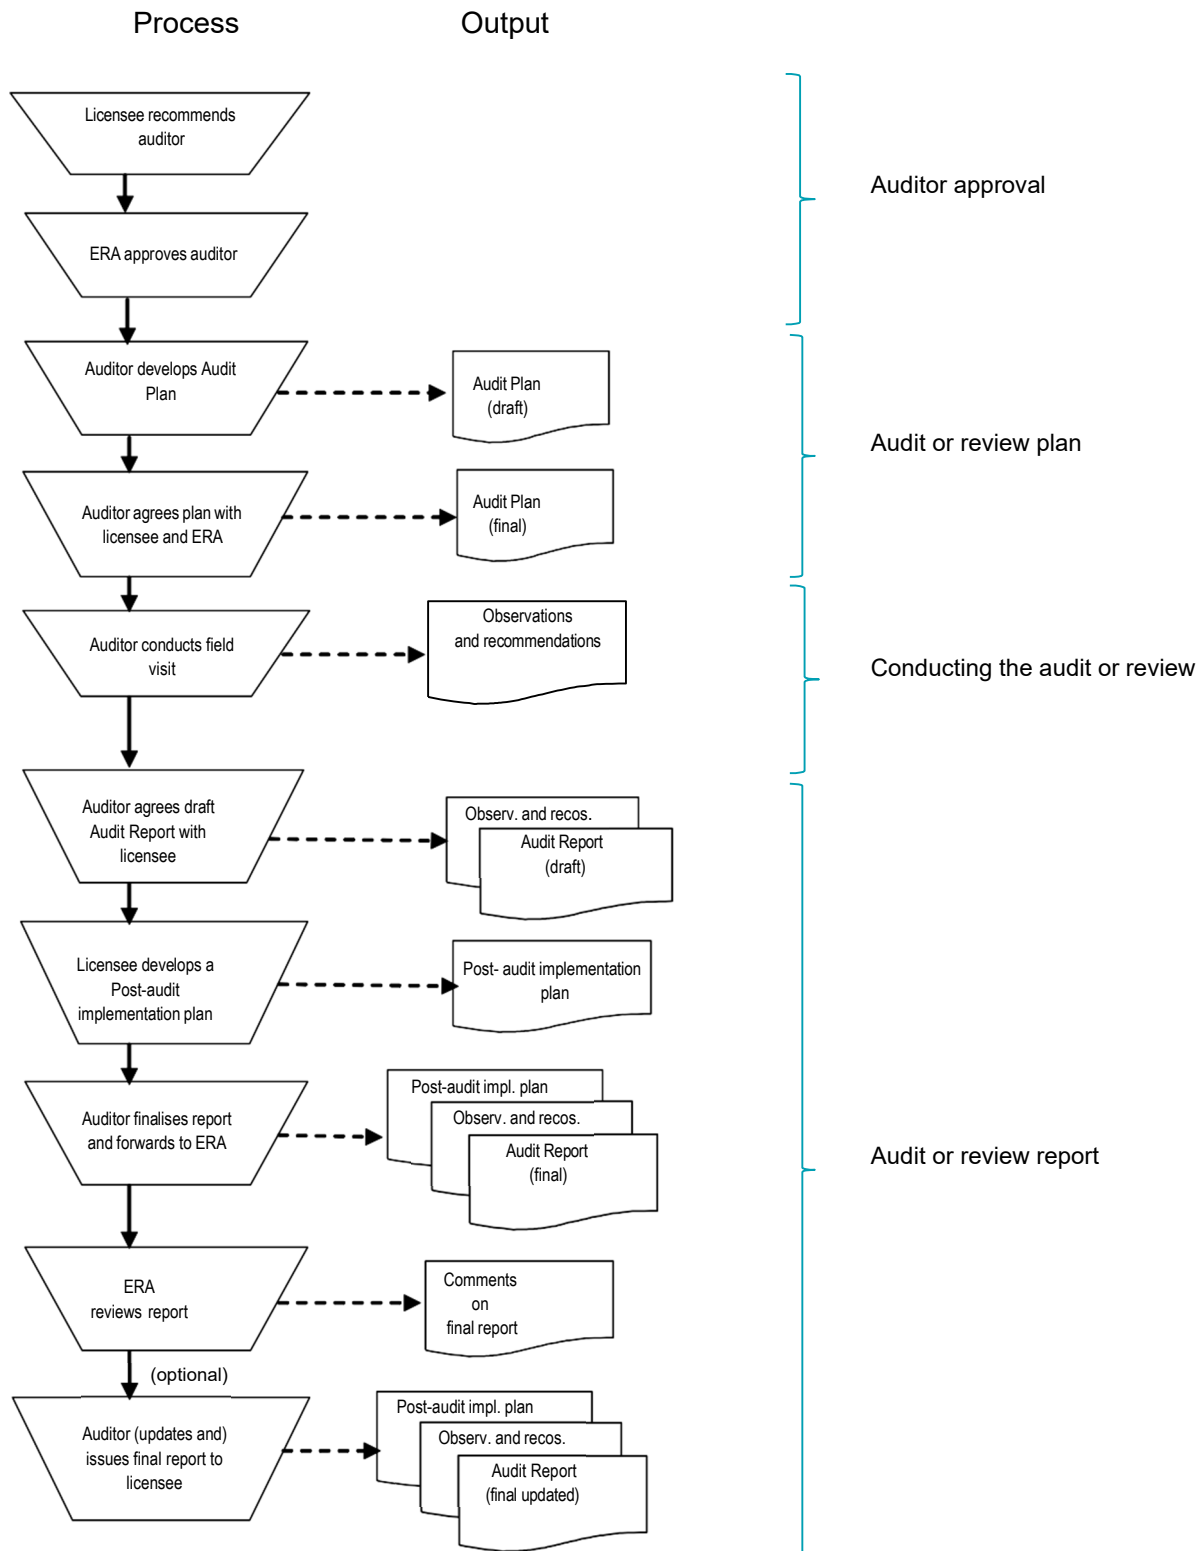 Process
Output
Licensee recommends
auditor
Auditor approval
ERA approves auditor
Auditor develops Audit
Plan
Audit Plan
(draft)
Audit or review plan
Auditor agrees plan with
licensee and ERA
Audit Plan
(final)
Auditor conducts field
visit
Observations
and recommendations
Conducting the audit or review
Auditor agrees draft
Audit Report with
licensee
Observ. and recos.
Audit Report
(draft)
Licensee develops a
Post-audit
implementation plan
Post- audit implementation
plan
Auditor finalises report
and forwards to ERA
Post-audit impl. plan
Observ. and recos.
Audit Report
(final)
Audit or review report
ERA
reviews report
Comments
on
final report
(optional)
Auditor (updates and)
issues final report to
licensee
Post-audit impl. plan
Observ. and recos.
Audit Report
(final updated)